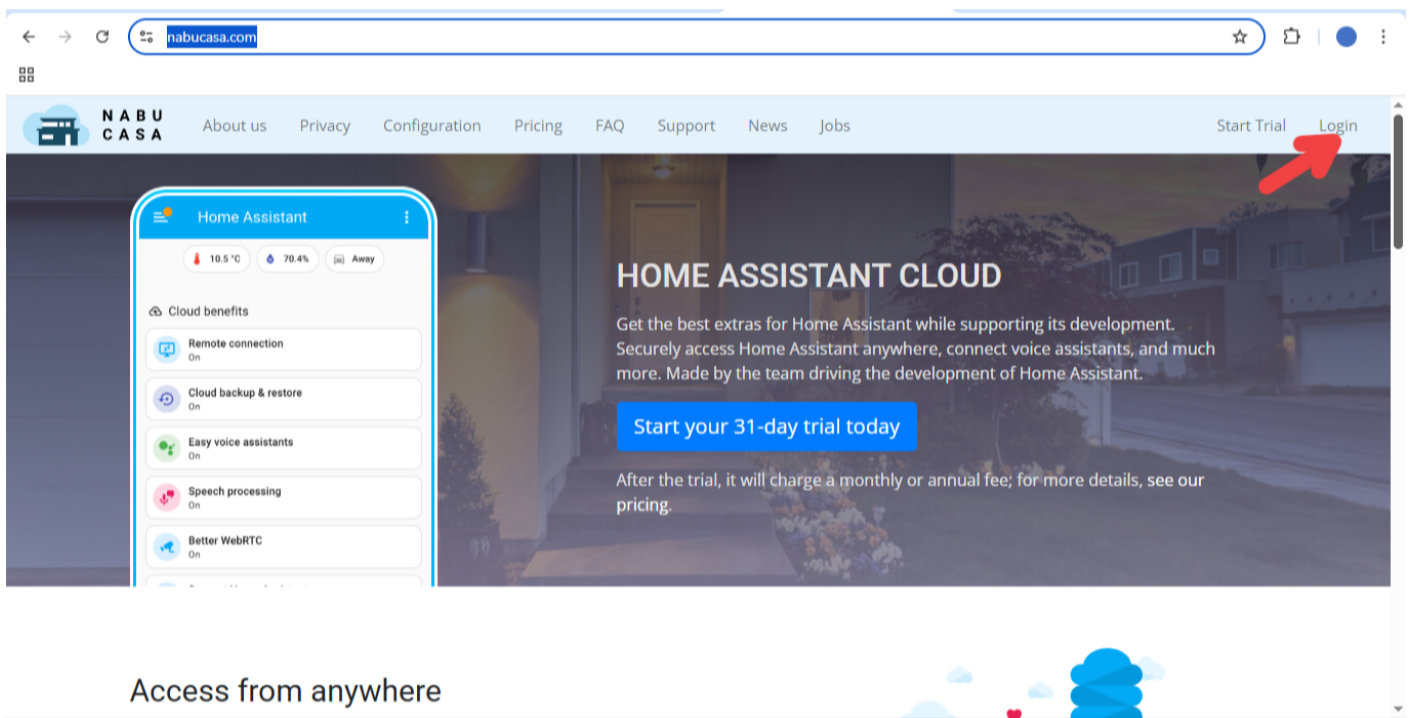 nabucasa.com
NABU
CASA
About us Privacy Configuration Pricing FAQ Support News Jobs
Start Trial Login
Home Assistant
10.5 °C 70.4% Away
Cloud benefits
Remote connection
On
Cloud backup & restore
On
Easy voice assistants
On
Speech processing
On
Better WebRTC
On
HOME ASSISTANT CLOUD
Get the best extras for Home Assistant while supporting its development.
Securely access Home Assistant anywhere, connect voice assistants, and much
more. Made by the team driving the development of Home Assistant.
Start your 31-day trial today
After the trial, it will charge a monthly or annual fee; for more details, see our
pricing.
Access from anywhere